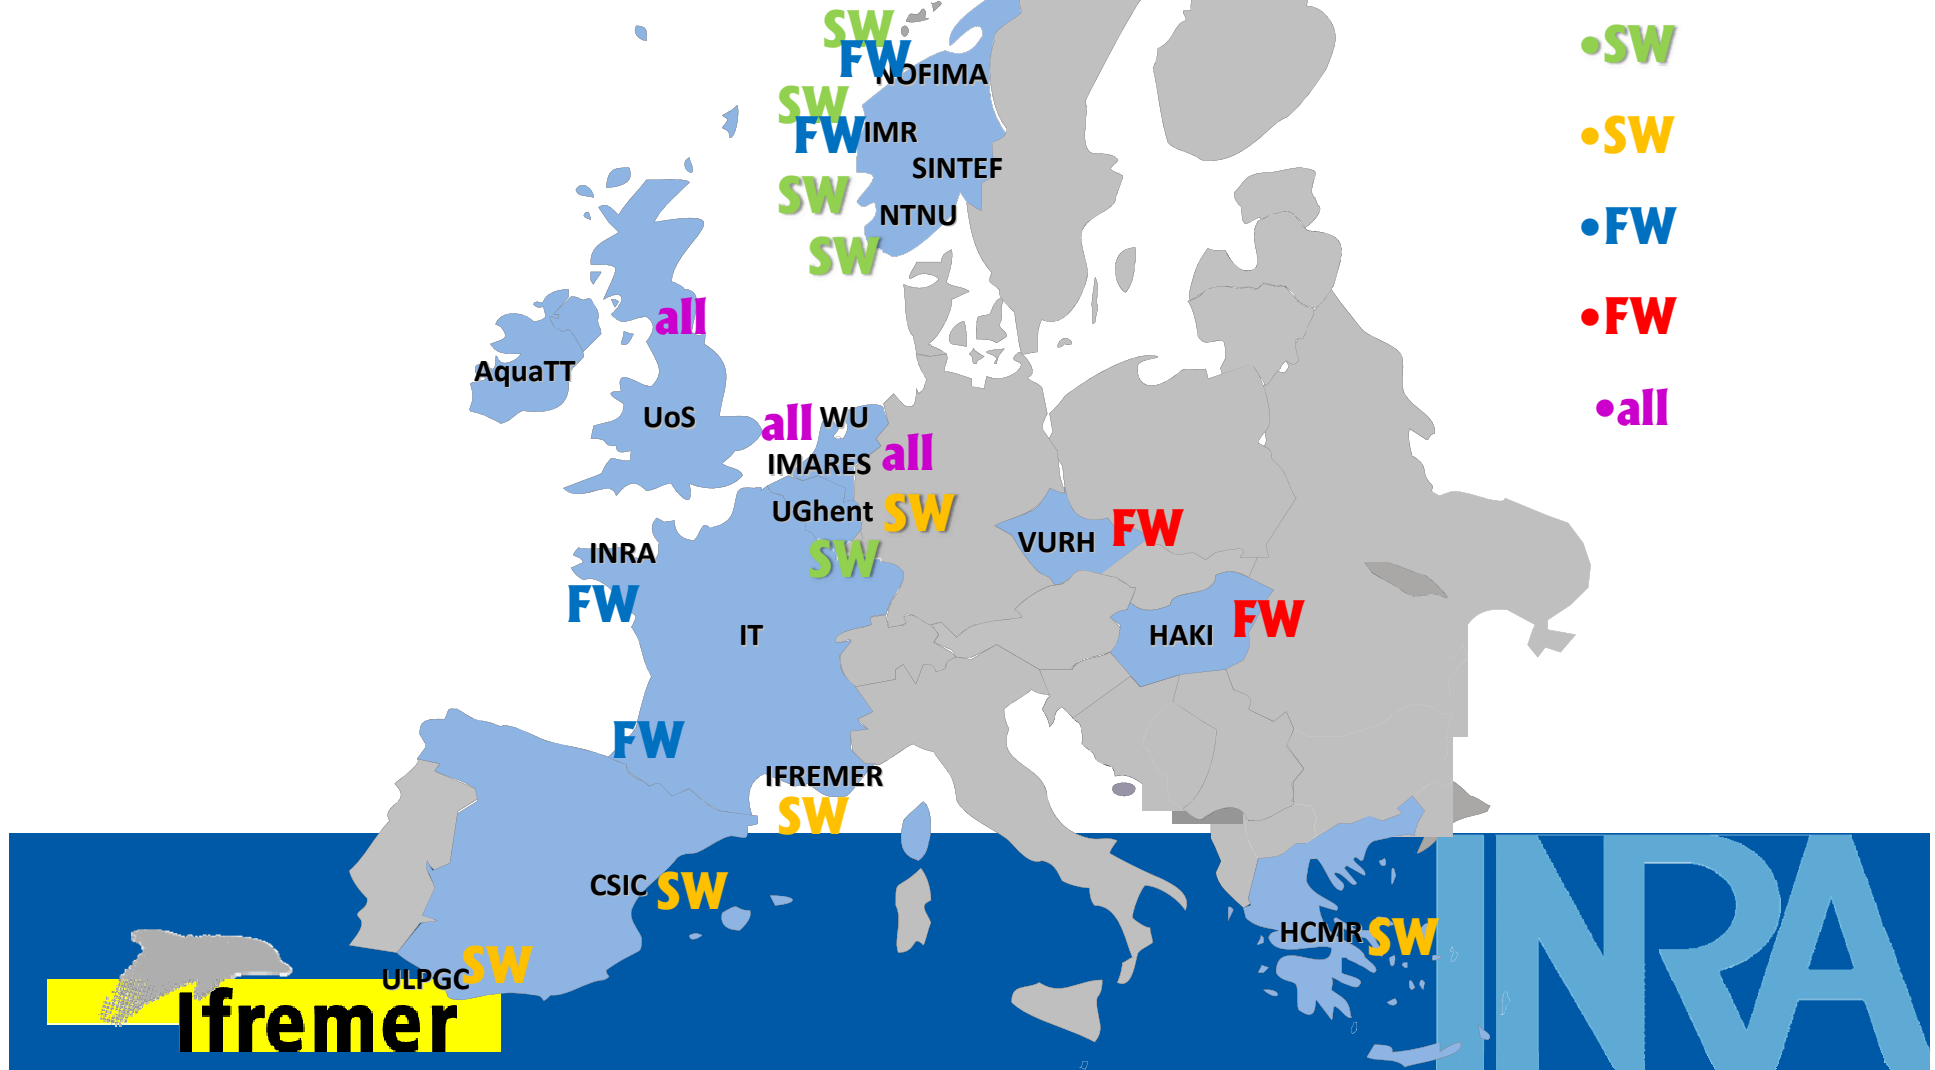 SW
FW
NOFIMA
SW
FW IMR
SINTEF
SW
NTNU
SW
all
AquaTT
UoS
all WU
IMARES all
UGhent SW
SW
INRA
FW
VURH FW
IT
HAKI FW
FW
IFREMER
SW
CSIC SW
HCMR SW
ULPGC SW
Ifremer
INRA
•SW
•SW
•FW
•FW
•all